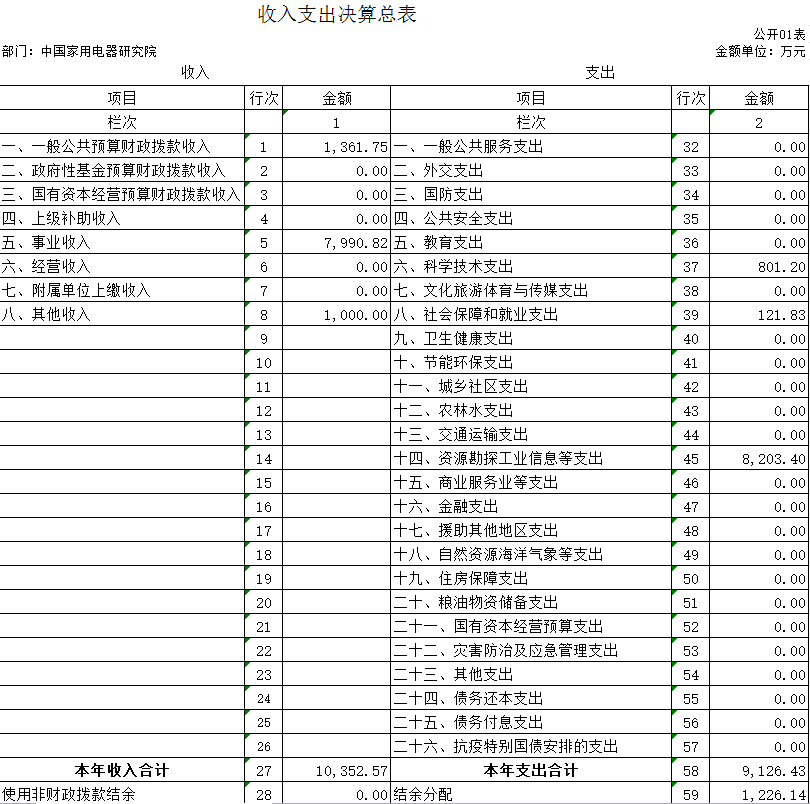 收入支出决算总表
公开01表
部门：中国家用电器研究院 金额单位：万元
收入 支出
项目 行次 金额 项目 行次 金额
栏次 1 栏次 2
一、一般公共预算财政拨款收入 1 1,361.75 一、一般公共服务支出 32 0.00
二、政府性基金预算财政拨款收入 2 0.00 二、外交支出 33 0.00
三、国有资本经营预算财政拨款收入 3 0.00 三、国防支出 34 0.00
四、上级补助收入 4 0.00 四、公共安全支出 35 0.00
五、事业收入 5 7,990.82 五、教育支出 36 0.00
六、经营收入 6 0.00 六、科学技术支出 37 801.20
七、附属单位上缴收入 7 0.00 七、文化旅游体育与传媒支出 38 0.00
八、其他收入 8 1,000.00 八、社会保障和就业支出 39 121.83
9 九、卫生健康支出 40 0.00
10 十、节能环保支出 41 0.00
11 十一、城乡社区支出 42 0.00
12 十二、农林水支出 43 0.00
13 十三、交通运输支出 44 0.00
14 十四、资源勘探工业信息等支出 45 8,203.40
15 十五、商业服务业等支出 46 0.00
16 十六、金融支出 47 0.00
17 十七、援助其他地区支出 48 0.00
18 十八、自然资源海洋气象等支出 49 0.00
19 十九、住房保障支出 50 0.00
20 二十、粮油物资储备支出 51 0.00
21 二十一、国有资本经营预算支出 52 0.00
22 二十二、灾害防治及应急管理支出 53 0.00
23 二十三、其他支出 54 0.00
24 二十四、债务还本支出 55 0.00
25 二十五、债务付息支出 56 0.00
26 二十六、抗疫特别国债安排的支出 57 0.00
本年收入合计 27 10,352.57 本年支出合计 58 9,126.43
使用非财政拨款结余 28 0.00 结余分配 59 1,226.14